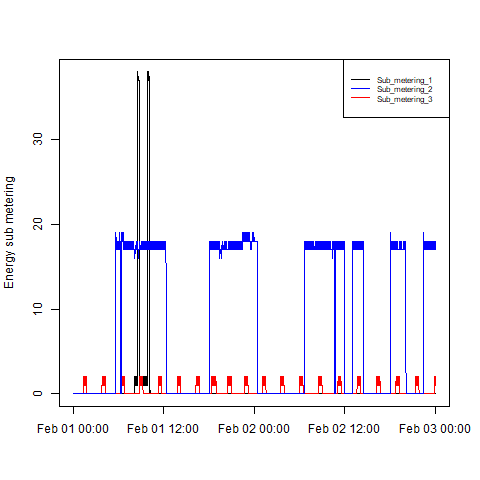 Sub_metering_1
Sub_metering_2
Sub_metering_3
Energy sub metering
30
20
10
0
Feb 01 00:00 Feb 01 12:00 Feb 02 00:00 Feb 02 12:00 Feb 03 00:00